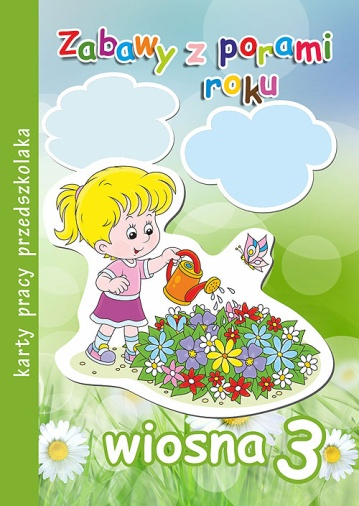 Zabawy z porami
roku
karty pracy przedszkolaka
wiosna 3